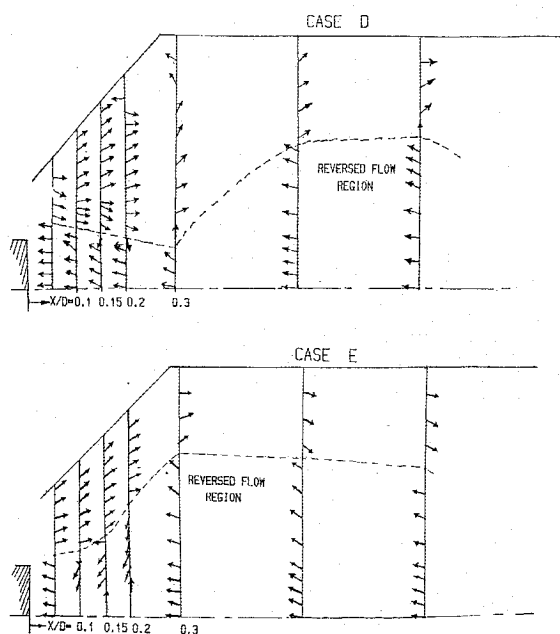 CASE D
REVERSED FLOW
REGION
X/D= 0.1 0.15 0.2 0.3
CASE E
REVERSED FLOW
REGION
X/D= 0.1 0.15 0.2 0.3